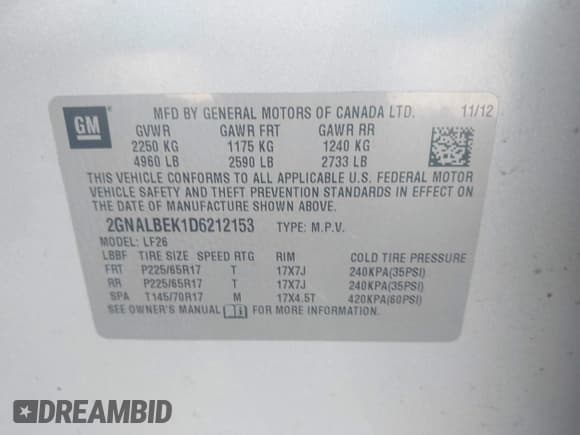 GM
MFD BY GENERAL MOTORS OF CANADA LTD. 11/12
GVWR GAWR FRT GAWR RR
2250 KG 1175 KG 1240 KG
4960 LB 2590 LB 2733 LB
THIS VEHICLE CONFORMS TO ALL APPLICABLE U.S. FEDERAL MOTOR
VEHICLE SAFETY AND THEFT PREVENTION STANDARDS IN EFFECT ON
THE DATE OF MANUFACTURE SHOWN ABOVE.
2GNALBEK1D6212153 TYPE: M.P.V.
MODEL: LF26
LBBF TIRE SIZE SPEED RTG RIM COLD TIRE PRESSURE
FRT P225/65R17 T 17X7J 240KPA(35PSI)
RR P225/65R17 T 17X7J 240KPA(35PSI)
SPA T145/70R17 M 17X4.5T 420KPA(60PSI)
SEE OWNER'S MANUAL FOR MORE INFORMATION.
DREAMBID